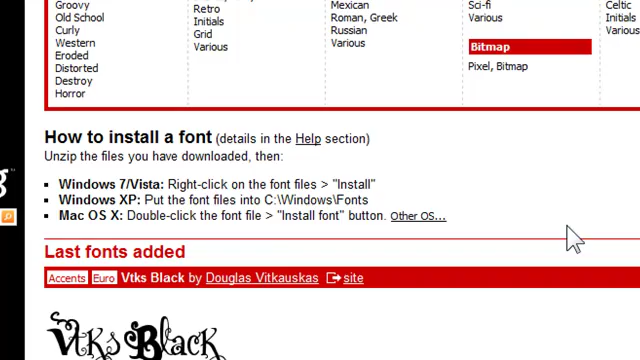 Groovy
Old School
Curly
Western
Eroded
Distorted
Destroy
Horror
Retro
Initials
Grid
Various
Mexican
Roman, Greek
Russian
Various
Sci-fi
Various
Bitmap
Pixel, Bitmap
Celtic
Initials
Various
How to install a font (details in the Help section)
Unzip the files you have downloaded, then:
Windows 7/Vista: Right-click on the font files > "Install"
Windows XP: Put the font files into C:\Windows\Fonts
Mac OS X: Double-click the font file > "Install font" button. Other OS...
Last fonts added
Accents Euro Vtks Black by Douglas Vitkauskas site
Vtks Black